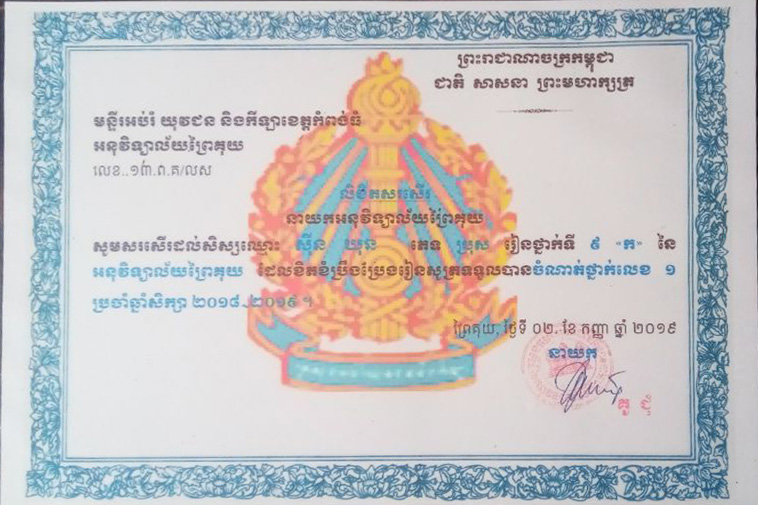 ព្រះរាជាណាចក្រកម្ពុជា
ជាតិ សាសនា ព្រះមហាក្សត្រ
មន្ទីរអប់រំ យុវជន និងកីឡាខេត្តកំពង់ធំ
អនុវិទ្យាល័យព្រៃគុយ
លេខ..១៣.ព.គ/លស
លិខិតសរសើរ
នាយកអនុវិទ្យាល័យព្រៃគុយ
សូមសរសើរដល់សិស្សឈ្មោះ ស៊ីន ឃុន ភេទ ប្រុស រៀនថ្នាក់ទី ៩ "ក" នៃ
អនុវិទ្យាល័យព្រៃគុយ ដែលខិតខំប្រឹងប្រែងរៀនសូត្រទទួលបានចំណាត់ថ្នាក់លេខ ១
ប្រចាំឆ្នាំសិក្សា ២០១៨_២០១៩ ។
ព្រៃគុយ, ថ្ងៃទី ០២. ខែ កញ្ញា ឆ្នាំ ២០១៩
នាយក